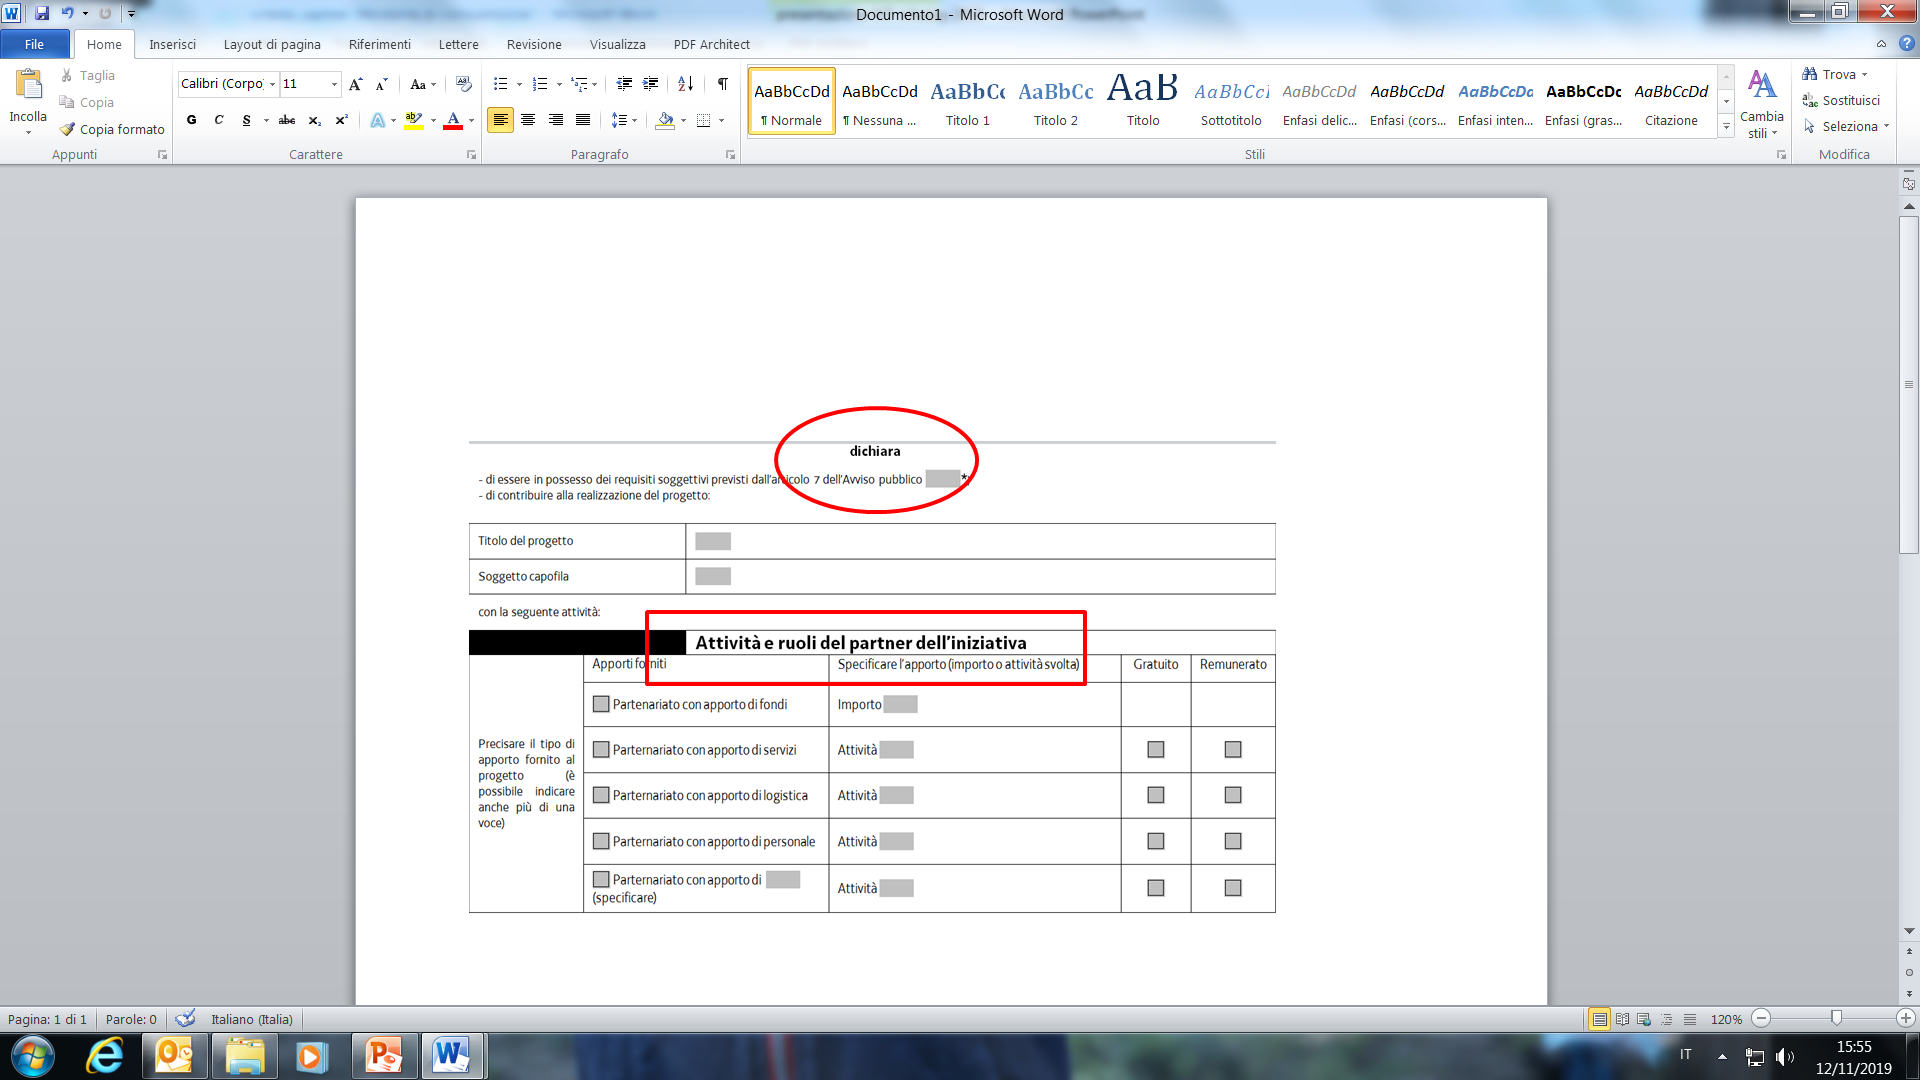 Documento1 - Microsoft Word
File Home Inserisci Layout di pagina Riferimenti Lettere Revisione Visualizza PDF Architect
Incolla
Taglia
Copia
Copia formato
Appunti
Calibri (Corpo) 11
Carattere
Paragrafo
AaBbCcDd AaBbCcDd AaBbCc AaBbCc AaB AaBbCcI AaBbCcDd AaBbCcDd AaBbCcDd AaBbCcDc AaBbCcDd
¶ Normale ¶ Nessuna ... Titolo 1 Titolo 2 Titolo Sottotitolo Enfasi delic... Enfasi (cors... Enfasi inten... Enfasi (gras... Citazione
Stili
Cambia
stili
Trova
Sostituisci
Seleziona
Modifica
dichiara
- di essere in possesso dei requisiti soggettivi previsti dall'articolo 7 dell'Avviso pubblico *;
- di contribuire alla realizzazione del progetto:
Titolo del progetto
Soggetto capofila
con la seguente attività:
Attività e ruoli del partner dell'iniziativa
Apporti forniti Specificare l'apporto (importo o attività svolta) Gratuito Remunerato
Precisare il tipo di
apporto fornito al
progetto (è
possibile indicare
anche più di una
voce)
Partenariato con apporto di fondi Importo
Parternariato con apporto di servizi Attività
Parternariato con apporto di logistica Attività
Parternariato con apporto di personale Attività
Parternariato con apporto di
(specificare) Attività
Pagina: 1 di 1 Parole: 0 Italiano (Italia) 120%
IT 15:55
12/11/2019